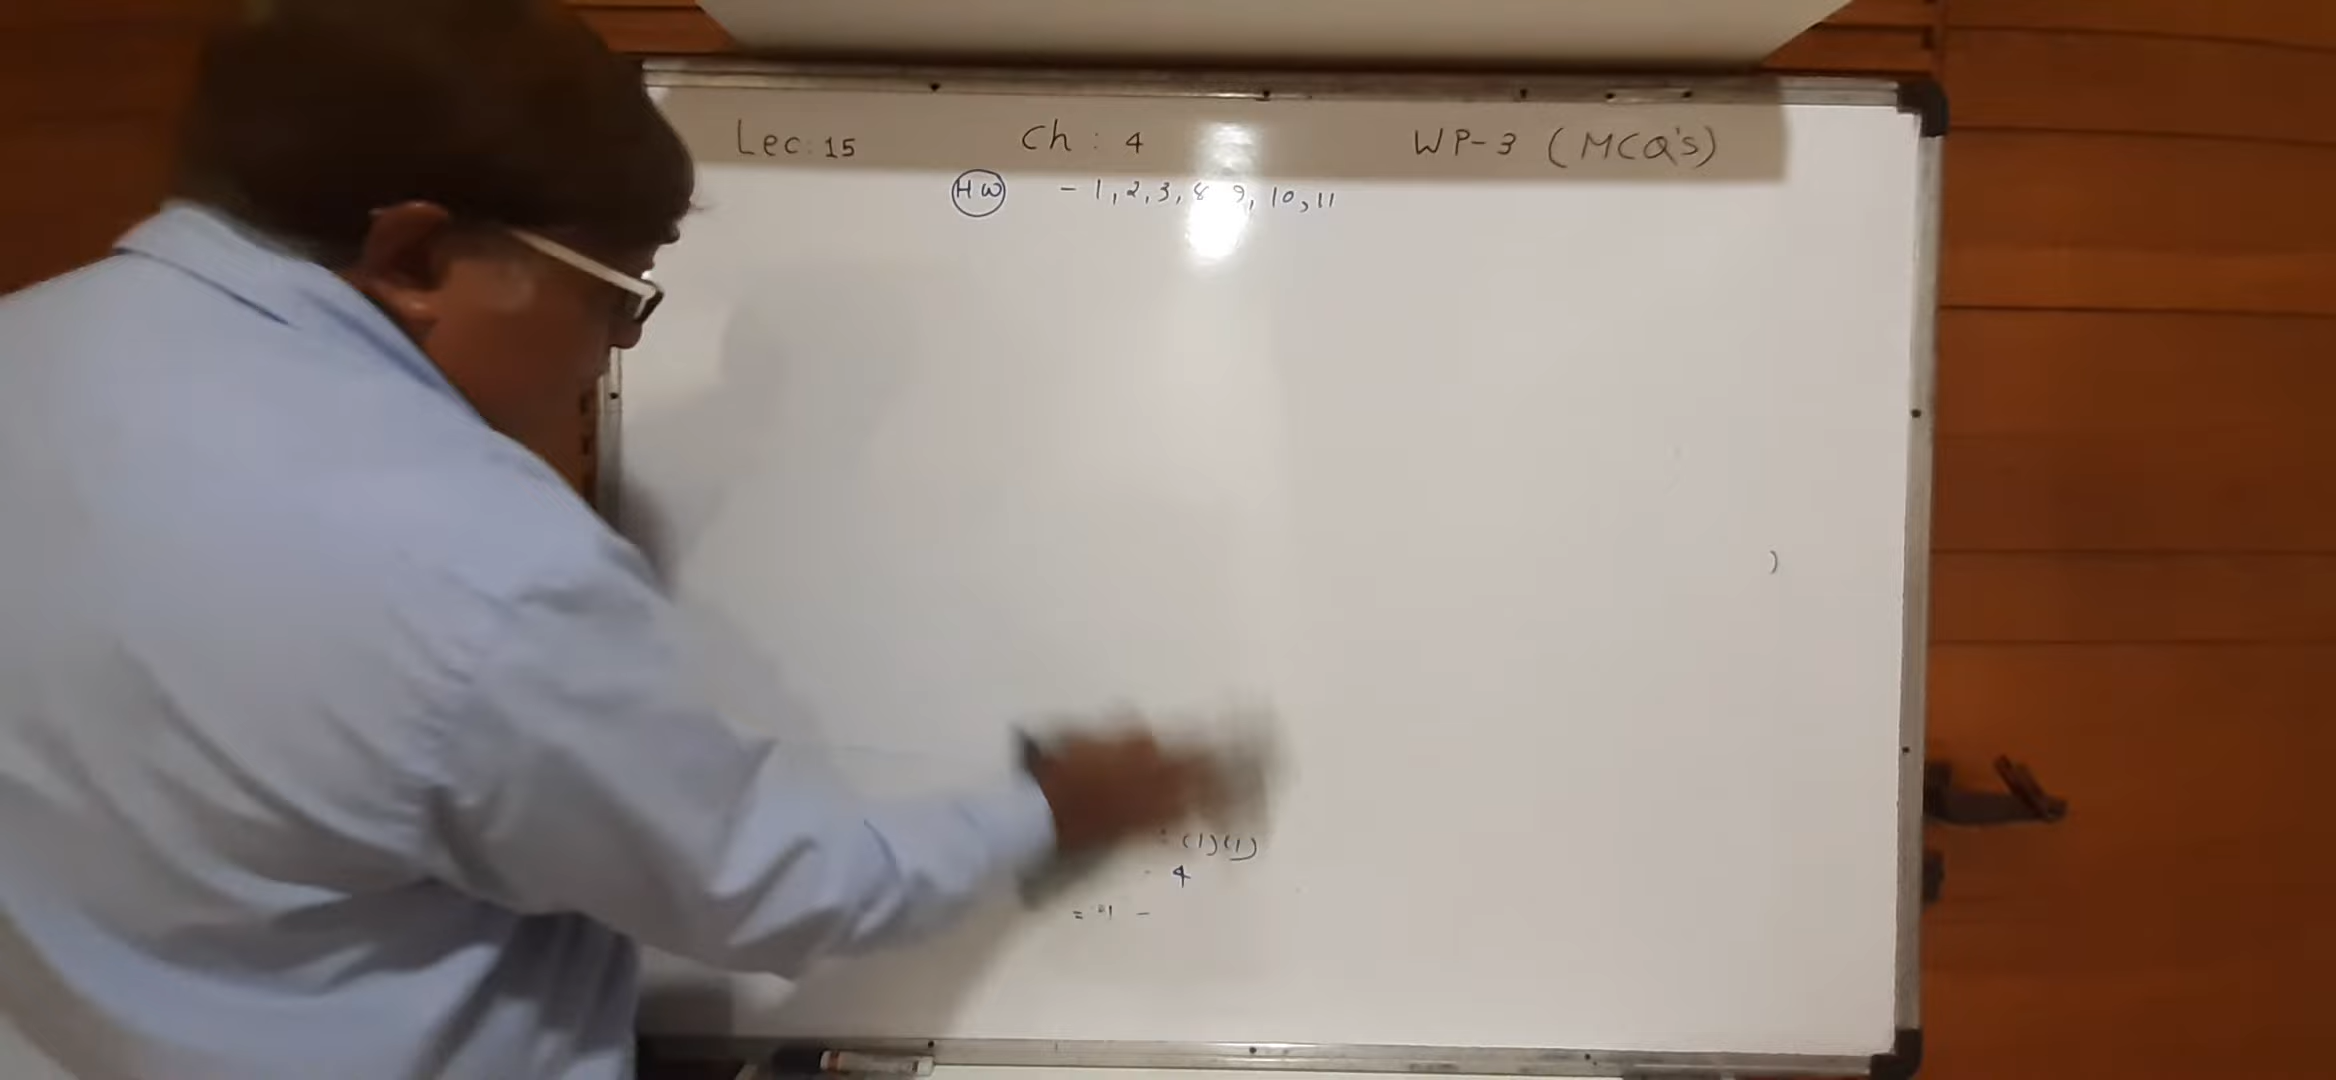 Lec: 15 Ch : 4 WP-3 (MCQ's)
HW - 1, 2, 3, 8 9, 10, 11
)
(1)(1)
4
=